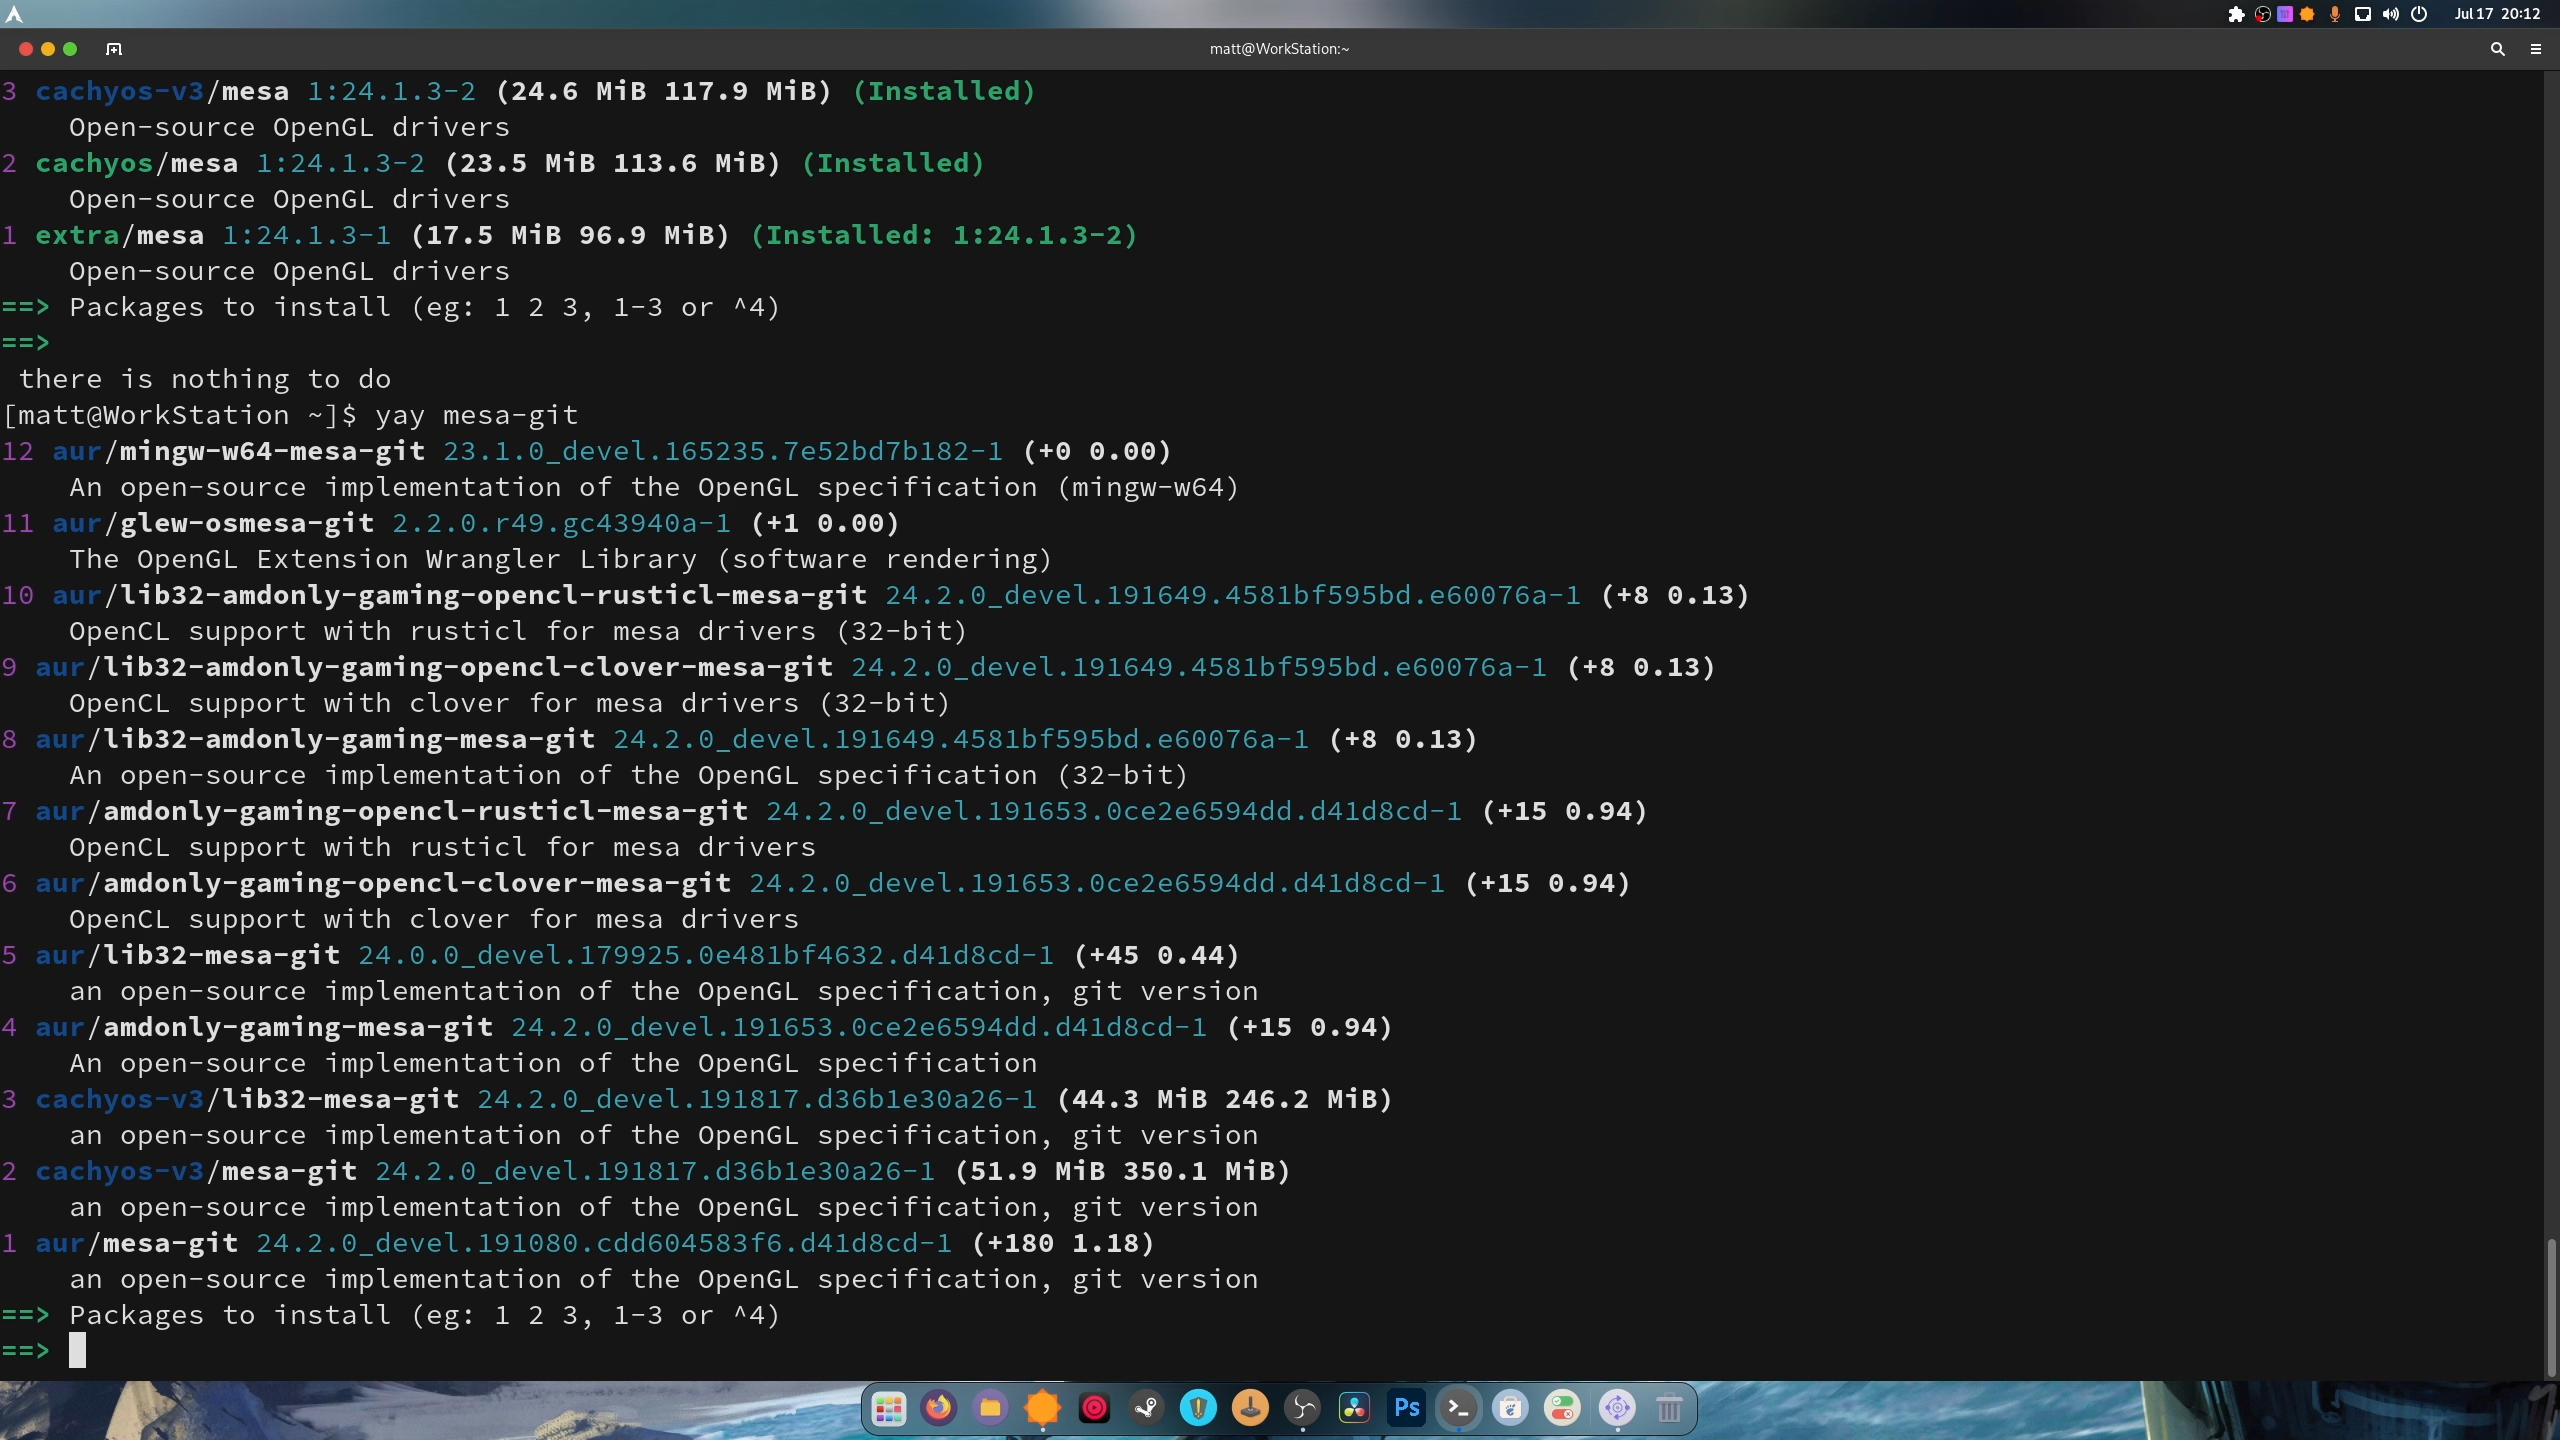 Jul 17 20:12
matt@WorkStation:~
3 cachyos-v3/mesa 1:24.1.3-2 (24.6 MiB 117.9 MiB) (Installed)
Open-source OpenGL drivers
2 cachyos/mesa 1:24.1.3-2 (23.5 MiB 113.6 MiB) (Installed)
Open-source OpenGL drivers
1 extra/mesa 1:24.1.3-1 (17.5 MiB 96.9 MiB) (Installed: 1:24.1.3-2)
Open-source OpenGL drivers
==> Packages to install (eg: 1 2 3, 1-3 or ^4)
==>
there is nothing to do
[matt@WorkStation ~]$ yay mesa-git
12 aur/mingw-w64-mesa-git 23.1.0_devel.165235.7e52bd7b182-1 (+0 0.00)
An open-source implementation of the OpenGL specification (mingw-w64)
11 aur/glew-osmesa-git 2.2.0.r49.gc43940a-1 (+1 0.00)
The OpenGL Extension Wrangler Library (software rendering)
10 aur/lib32-amdonly-gaming-opencl-rusticl-mesa-git 24.2.0_devel.191649.4581bf595bd.e60076a-1 (+8 0.13)
OpenCL support with rusticl for mesa drivers (32-bit)
9 aur/lib32-amdonly-gaming-opencl-clover-mesa-git 24.2.0_devel.191649.4581bf595bd.e60076a-1 (+8 0.13)
OpenCL support with clover for mesa drivers (32-bit)
8 aur/lib32-amdonly-gaming-mesa-git 24.2.0_devel.191649.4581bf595bd.e60076a-1 (+8 0.13)
An open-source implementation of the OpenGL specification (32-bit)
7 aur/amdonly-gaming-opencl-rusticl-mesa-git 24.2.0_devel.191653.0ce2e6594dd.d41d8cd-1 (+15 0.94)
OpenCL support with rusticl for mesa drivers
6 aur/amdonly-gaming-opencl-clover-mesa-git 24.2.0_devel.191653.0ce2e6594dd.d41d8cd-1 (+15 0.94)
OpenCL support with clover for mesa drivers
5 aur/lib32-mesa-git 24.0.0_devel.179925.0e481bf4632.d41d8cd-1 (+45 0.44)
an open-source implementation of the OpenGL specification, git version
4 aur/amdonly-gaming-mesa-git 24.2.0_devel.191653.0ce2e6594dd.d41d8cd-1 (+15 0.94)
An open-source implementation of the OpenGL specification
3 cachyos-v3/lib32-mesa-git 24.2.0_devel.191817.d36b1e30a26-1 (44.3 MiB 246.2 MiB)
an open-source implementation of the OpenGL specification, git version
2 cachyos-v3/mesa-git 24.2.0_devel.191817.d36b1e30a26-1 (51.9 MiB 350.1 MiB)
an open-source implementation of the OpenGL specification, git version
1 aur/mesa-git 24.2.0_devel.191080.cdd604583f6.d41d8cd-1 (+180 1.18)
an open-source implementation of the OpenGL specification, git version
==> Packages to install (eg: 1 2 3, 1-3 or ^4)
==>
Ps